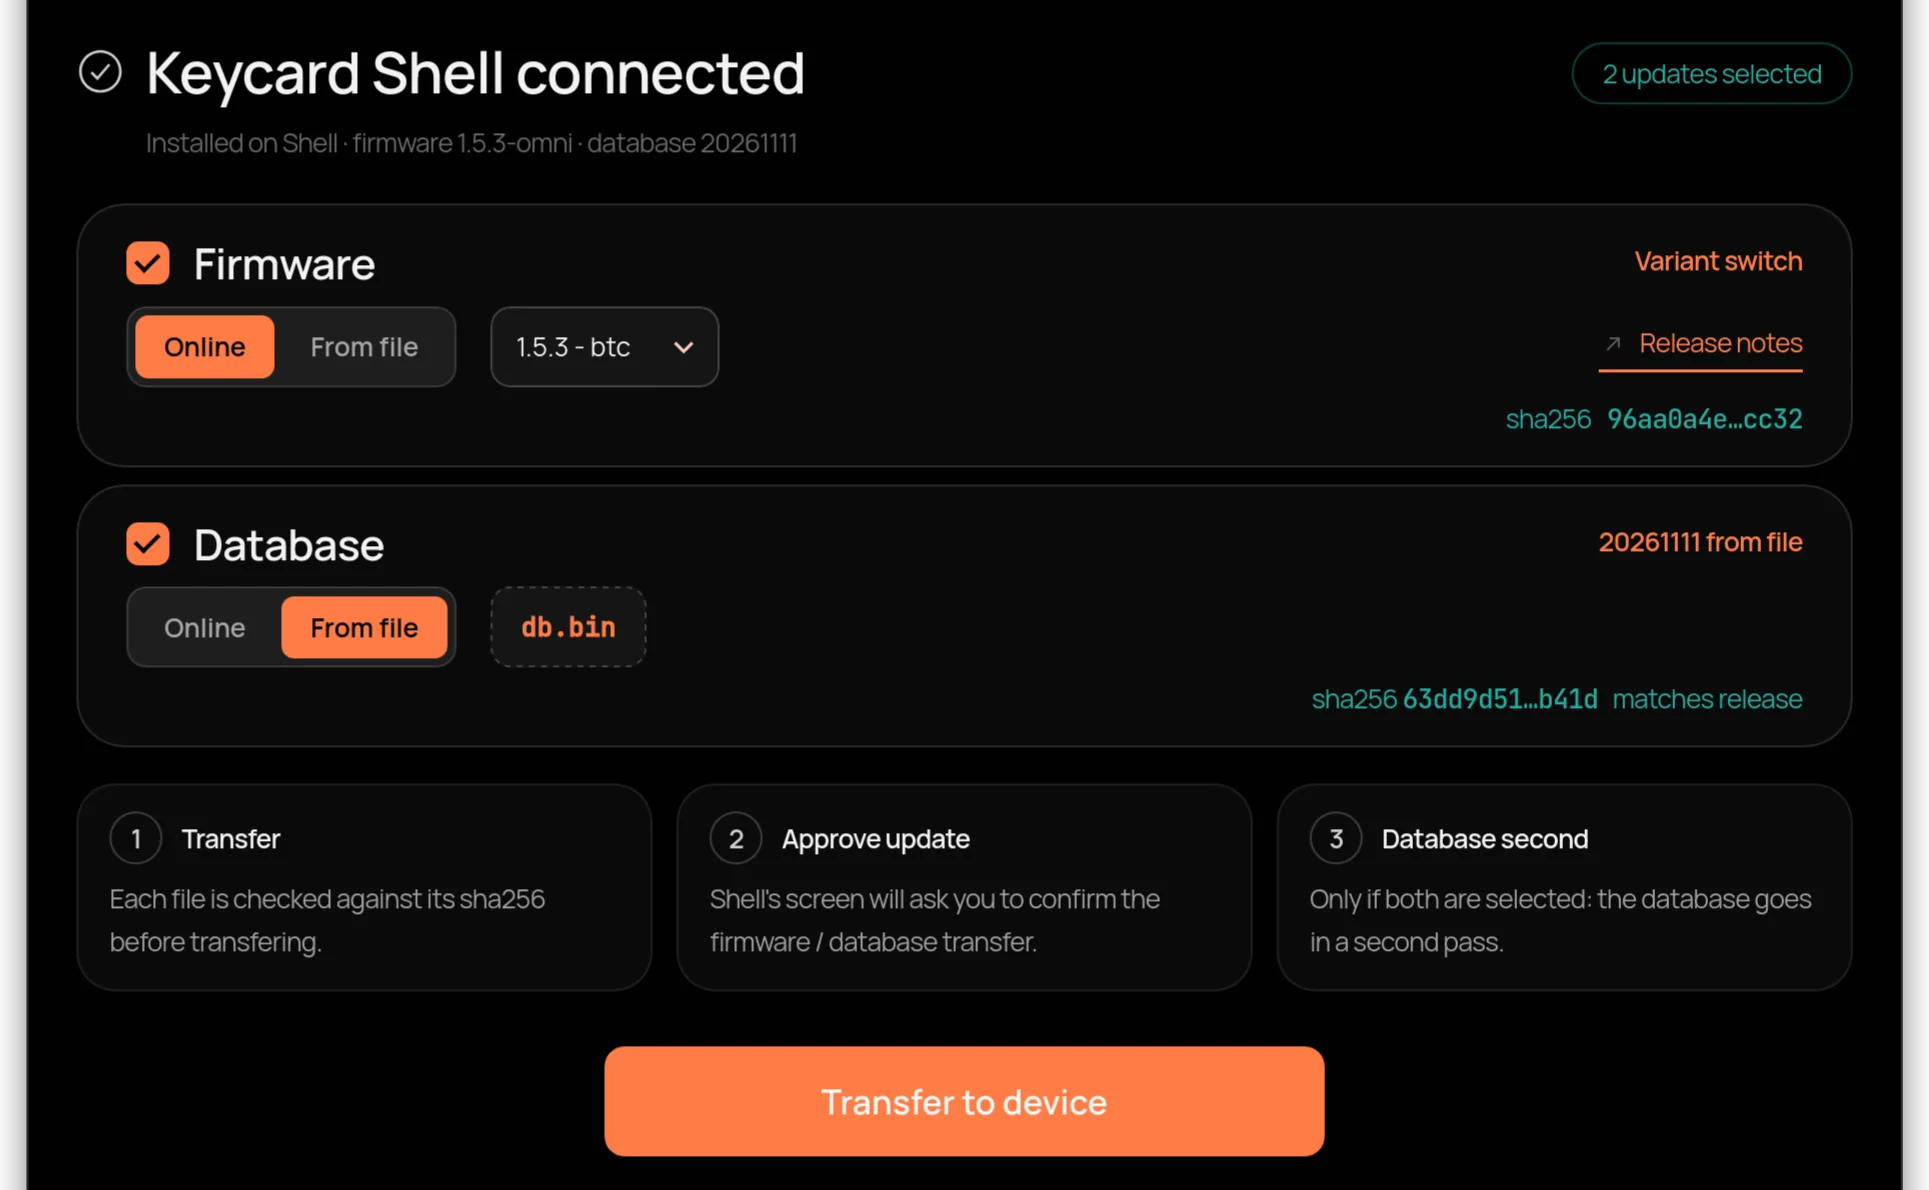 Keycard Shell connected
2 updates selected
Installed on Shell · firmware 1.5.3-omni · database 20261111
Firmware
Variant switch
Online
From file
1.5.3 - btc
↗ Release notes
sha256 96aa0a4e…cc32
Database
20261111 from file
Online
From file
db.bin
sha256 63dd9d51…b41d matches release
1 Transfer
Each file is checked against its sha256
before transfering.
2 Approve update
Shell's screen will ask you to confirm the
firmware / database transfer.
3 Database second
Only if both are selected: the database goes
in a second pass.
Transfer to device